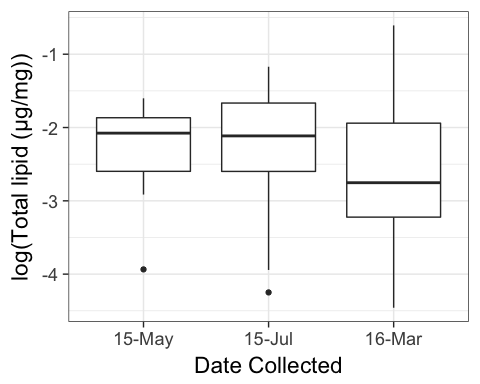 log(Total lipid (µg/mg))
-1
-2
-3
-4
15-May
15-Jul
16-Mar
Date Collected